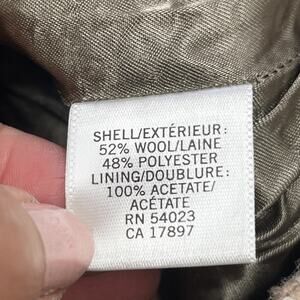 SHELL/EXTÉRIEUR:
52% WOOL/LAINE
48% POLYESTER
LINING/DOUBLURE:
100% ACETATE/
ACÉTATE
RN 54023
CA 17897